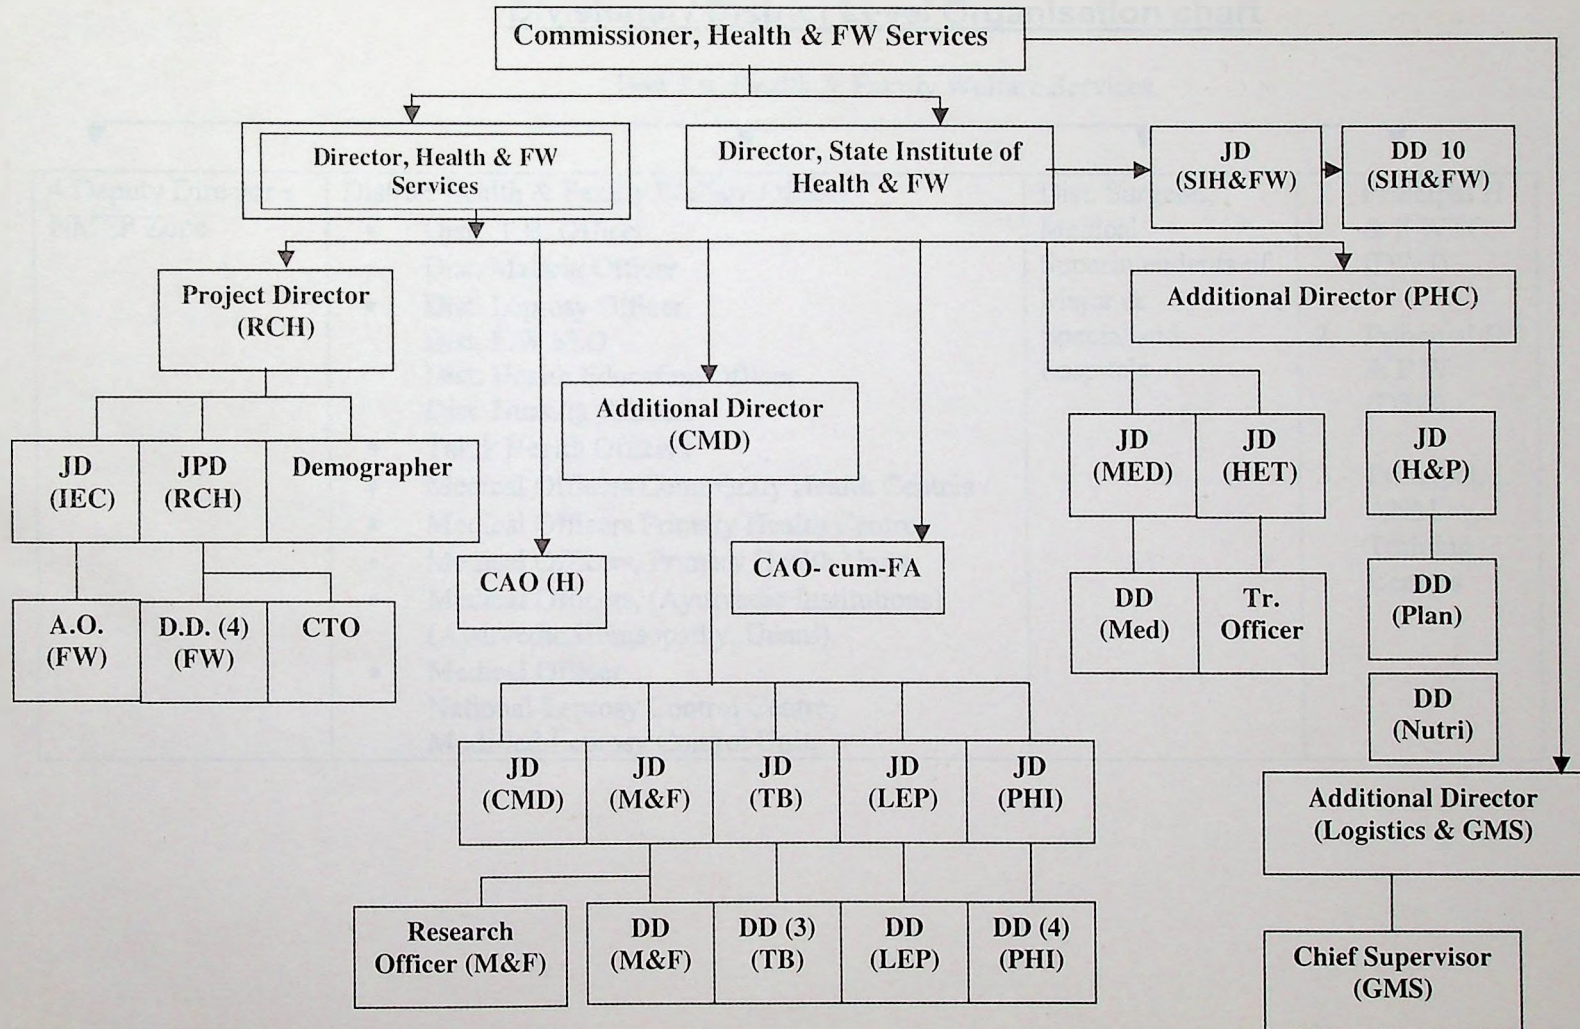 Commissioner, Health & FW Services
Director, Health & FW
Services
Director, State Institute of
Health & FW
JD
(SIH&FW)
DD 10
(SIH&FW)
Project Director
(RCH)
Additional Director (PHC)
Additional Director
(CMD)
JD
(IEC)
JPD
(RCH)
Demographer
JD
(MED)
JD
(HET)
JD
(H&P)
CAO (H)
CAO- cum-FA
A.O.
(FW)
D.D. (4)
(FW)
CTO
DD
(Med)
Tr.
Officer
DD
(Plan)
DD
(Nutri)
JD
(CMD)
JD
(M&F)
JD
(TB)
JD
(LEP)
JD
(PHI)
Additional Director
(Logistics & GMS)
Research
Officer (M&F)
DD
(M&F)
DD (3)
(TB)
DD
(LEP)
DD (4)
(PHI)
Chief Supervisor
(GMS)